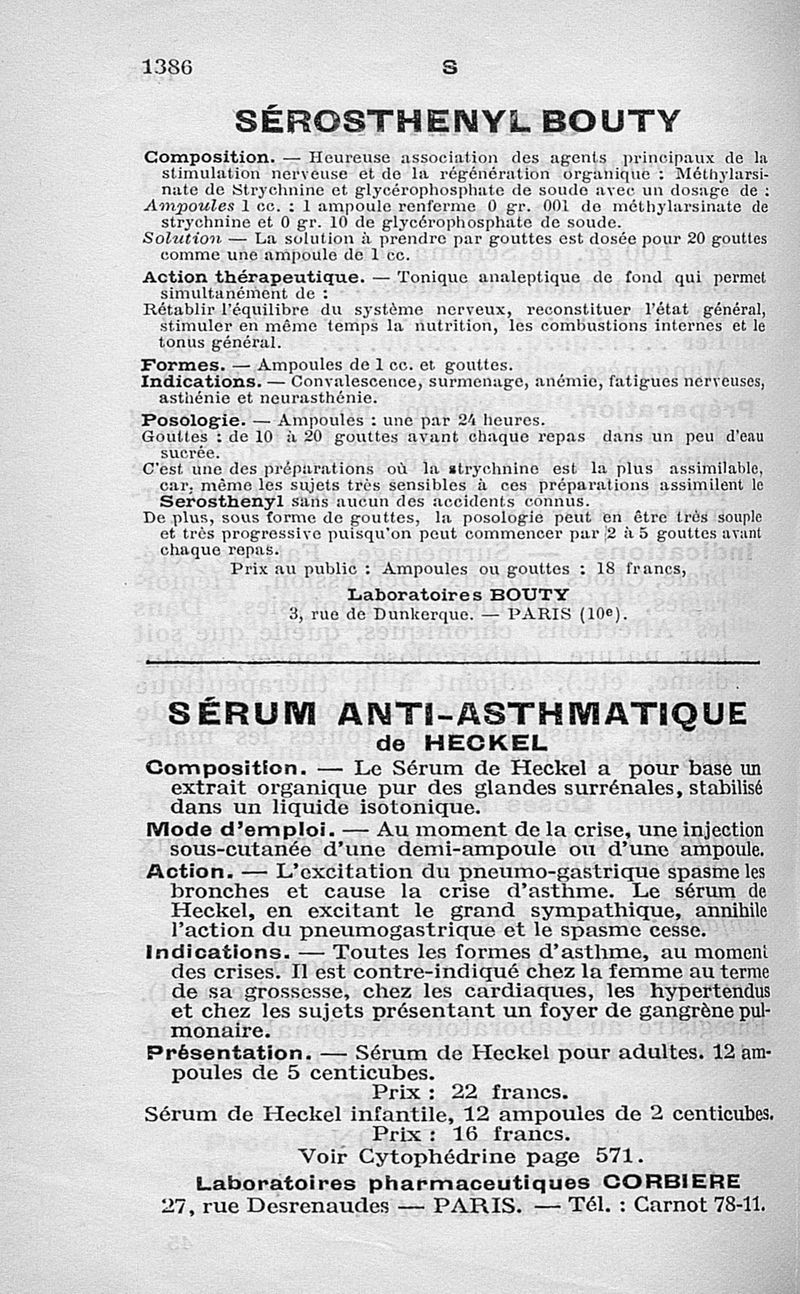 1386
S
SÉROSTHENYL BOUTY
Composition. — Heureuse association des agents principaux de la
stimulation nerveuse et de la régénération organique : Méthylarsi-
nate de Strychnine et glycérophosphate de soude avec un dosage de :
Ampoules 1 cc. : 1 ampoule renferme 0 gr. 001 de méthylarsinate de
strychnine et 0 gr. 10 de glycérophosphate de soude.
Solution — La solution à prendre par gouttes est dosée pour 20 gouttes
comme une ampoule de 1 cc.
Action thérapeutique. — Tonique analeptique de fond qui permet
simultanément de :
Rétablir l'équilibre du système nerveux, reconstituer l'état général,
stimuler en même temps la nutrition, les combustions internes et le
tonus général.
Formes. — Ampoules de 1 cc. et gouttes.
Indications. — Convalescence, surmenage, anémie, fatigues nerveuses,
asthénie et neurasthénie.
Posologie. — Ampoules : une par 24 heures.
Gouttes : de 10 à 20 gouttes avant chaque repas dans un peu d'eau
sucrée.
C'est une des préparations où la strychnine est la plus assimilable,
car, même les sujets très sensibles à ces préparations assimilent le
Serosthenyl sans aucun des accidents connus.
De plus, sous forme de gouttes, la posologie peut en être très souple
et très progressive puisqu'on peut commencer par 2 à 5 gouttes avant
chaque repas.
Prix au public : Ampoules ou gouttes : 18 francs,
Laboratoires BOUTY
3, rue de Dunkerque. — PARIS (10e).
SÉRUM ANTI-ASTHMATIQUE
de HECKEL
Composition. — Le Sérum de Heckel a pour base un
extrait organique pur des glandes surrénales, stabilisé
dans un liquide isotonique.
Mode d'emploi. — Au moment de la crise, une injection
sous-cutanée d'une demi-ampoule ou d'une ampoule.
Action. — L'excitation du pneumo-gastrique spasme les
bronches et cause la crise d'asthme. Le sérum de
Heckel, en excitant le grand sympathique, annihile
l'action du pneumogastrique et le spasme cesse.
Indications. — Toutes les formes d'asthme, au moment
des crises. Il est contre-indiqué chez la femme au terme
de sa grossesse, chez les cardiaques, les hypertendus
et chez les sujets présentant un foyer de gangrène pul-
monaire.
Présentation. — Sérum de Heckel pour adultes. 12 am-
poules de 5 centicubes.
Prix : 22 francs.
Sérum de Heckel infantile, 12 ampoules de 2 centicubes.
Prix : 16 francs.
Voir Cytophédrine page 571.
Laboratoires pharmaceutiques CORBIERE
27, rue Desrenaudes — PARIS. — Tél. : Carnot 78-11.